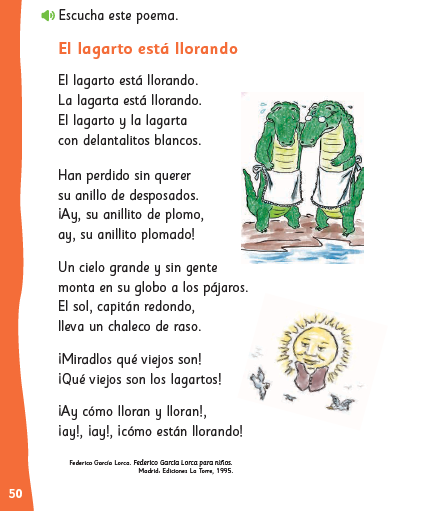 Escucha este poema.
El lagarto está llorando
El lagarto está llorando.
La lagarta está llorando.
El lagarto y la lagarta
con delantalitos blancos.
Han perdido sin querer
su anillo de desposados.
¡Ay, su anillito de plomo,
ay, su anillito plomado!
Un cielo grande y sin gente
monta en su globo a los pájaros.
El sol, capitán redondo,
lleva un chaleco de raso.
¡Miradlos qué viejos son!
¡Qué viejos son los lagartos!
¡Ay cómo lloran y lloran!,
¡ay!, ¡ay!, ¡cómo están llorando!
Federico García Lorca. Federico García Lorca para niñas.
Madrid: Ediciones La Torre, 1995.
50